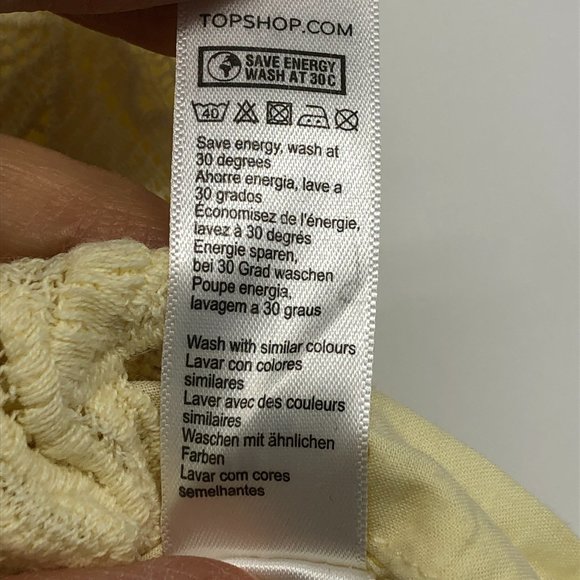 TOPSHOP.COM
SAVE ENERGY
WASH AT 30C
40
Save energy, wash at
30 degrees
Ahorre energia, lave a
30 grados
Économisez de l'énergie,
lavez à 30 degrés
Energie sparen,
bei 30 Grad waschen
Poupe energia,
lavagem a 30 graus
Wash with similar colours
Lavar con colores
similares
Laver avec des couleurs
similaires
Waschen mit ähnlichen
Farben
Lavar com cores
semelhantes